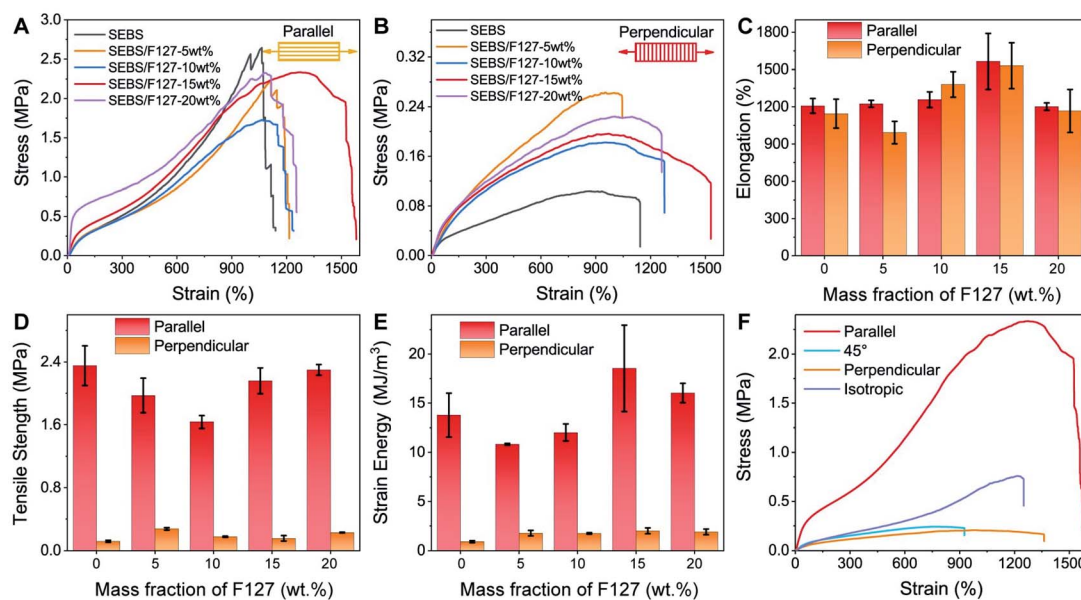 A
SEBS
SEBS/F127-5wt%
SEBS/F127-10wt%
SEBS/F127-15wt%
SEBS/F127-20wt%
Parallel
Stress (MPa)
3.0
2.5
2.0
1.5
1.0
0.5
0.0
0 300 600 900 1200 1500
Strain (%)
B
SEBS
SEBS/F127-5wt%
SEBS/F127-10wt%
SEBS/F127-15wt%
SEBS/F127-20wt%
Perpendicular
Stress (MPa)
0.36
0.24
0.16
0.08
0.00
0 300 600 900 1200 1500
Strain (%)
C
Parallel
Perpendicular
Elongation (%)
1800
1500
1200
900
600
300
0
0 5 10 15 20
Mass fraction of F127 (wt.%)
D
Parallel
Perpendicular
Tensile Stength (MPa)
2.4
1.6
0.8
0.0
0 5 10 15 20
Mass fraction of F127 (wt.%)
E
Parallel
Perpendicular
Strain Energy (MJ/m³)
20
15
10
5
0
0 5 10 15 20
Mass fraction of F127 (wt.%)
F
Parallel
45°
Perpendicular
Isotropic
Stress (MPa)
2.0
1.5
1.0
0.5
0.0
0 300 600 900 1200 1500
Strain (%)